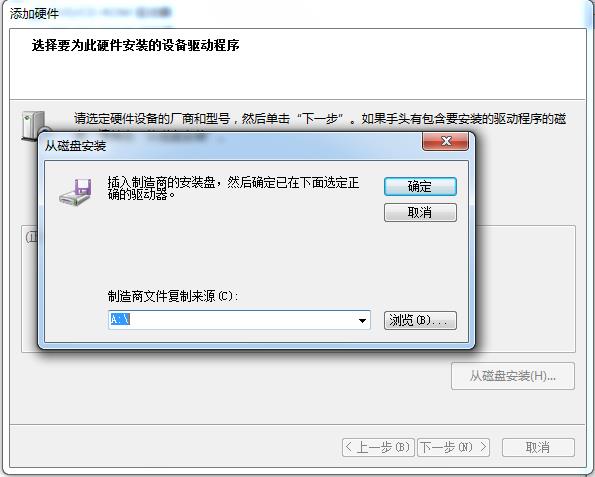 添加硬件
选择要为此硬件安装的设备驱动程序
请选定硬件设备的厂商和型号，然后单击“下一步”。如果手头有包含要安装的驱动程序的磁
从磁盘安装
插入制造商的安装盘，然后确定已在下面选定正
确的驱动器。
确定
取消
(正
制造商文件复制来源(C):
A:\
浏览(B)...
从磁盘安装(H)...
< 上一步(B)
下一步(N) >
取消